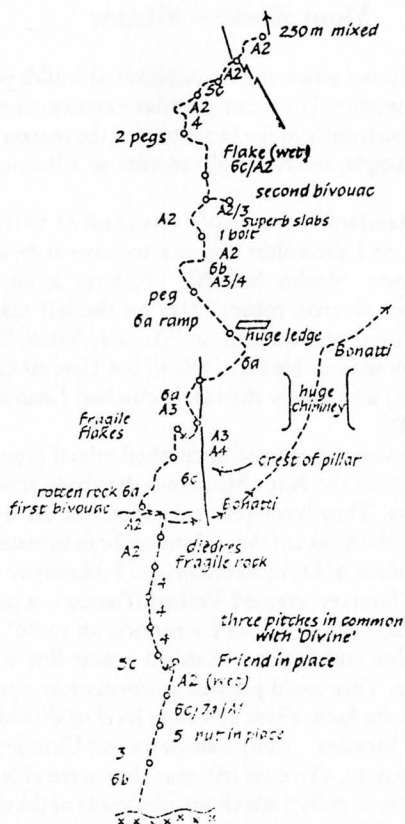 250 m mixed
A2
5c
A2
4
2 pegs
Flake (wet)
6c/A2
second bivouac
A2/3
Superb slabs
A2
1 bolt
A2
6b
A3/4
peg
6a ramp
huge ledge
Bonatti
6a
huge
chimney
6a
A3
Fragile
flakes
A3
A4
crest of pillar
6c
rotten rock 6a
first bivouac
Bonatti
A2
A2
dièdres
fragile rock
4
4
4
three pitches in common
with 'Divine'
5c
Friend in place
A2 (wet)
6c/7a/A1
5 nut in place
3
6b